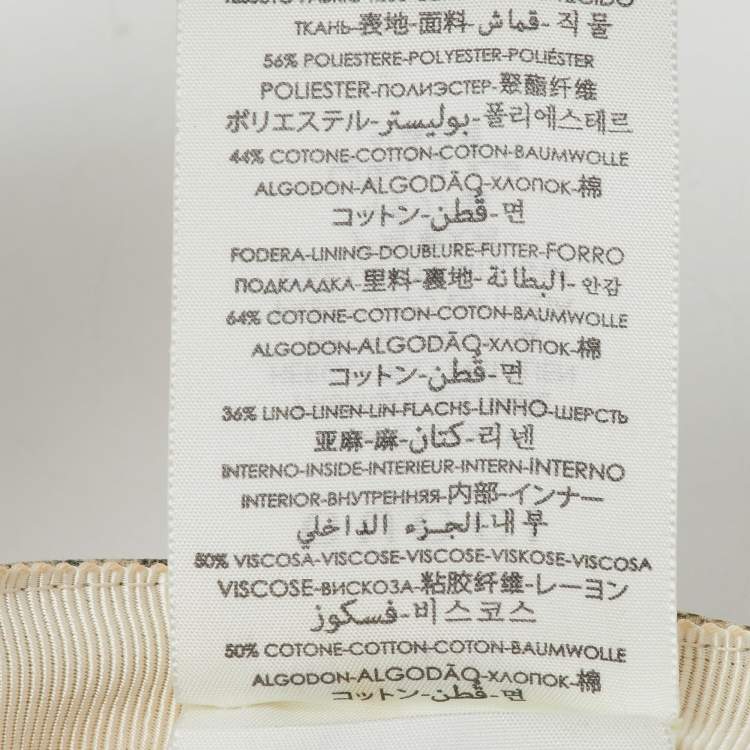 ТКАНЬ-表地-面料-قماش-직물
56% POLIESTERE-POLYESTER-POLIÉSTER
POLIESTER-ПОЛИЭСТЕР-聚酯纤维
ポリエステル-بوليستر-폴리에스테르
44% COTONE-COTTON-COTON-BAUMWOLLE
ALGODON-ALGODÃO-ХЛОПОК-棉
コットン-قُطن-면
FODERA-LINING-DOUBLURE-FUTTER-FORRO
ПОДКЛАДКА-里料-裏地-البطانة-안감
64% COTONE-COTTON-COTON-BAUMWOLLE
ALGODON-ALGODÃO-ХЛОПОК-棉
コットン-قُطن-면
36% LINO-LINEN-LIN-FLACHS-LINHO-ШЕРСТЬ
亚麻-麻-كتان-리넨
INTERNO-INSIDE-INTERIEUR-INTERN-INTERNO
INTERIOR-ВНУТРЕННЯЯ-内部-インナー
الجزء الداخلي-내부
50% VISCOSA-VISCOSE-VISCOSE-VISKOSE-VISCOSA
VISCOSE-ВИСКОЗА-粘胶纤维-レーヨン
فسكوز-비스코스
50% COTONE-COTTON-COTON-BAUMWOLLE
ALGODON-ALGODÃO-ХЛОПОК-棉
コットン-قُطن-면